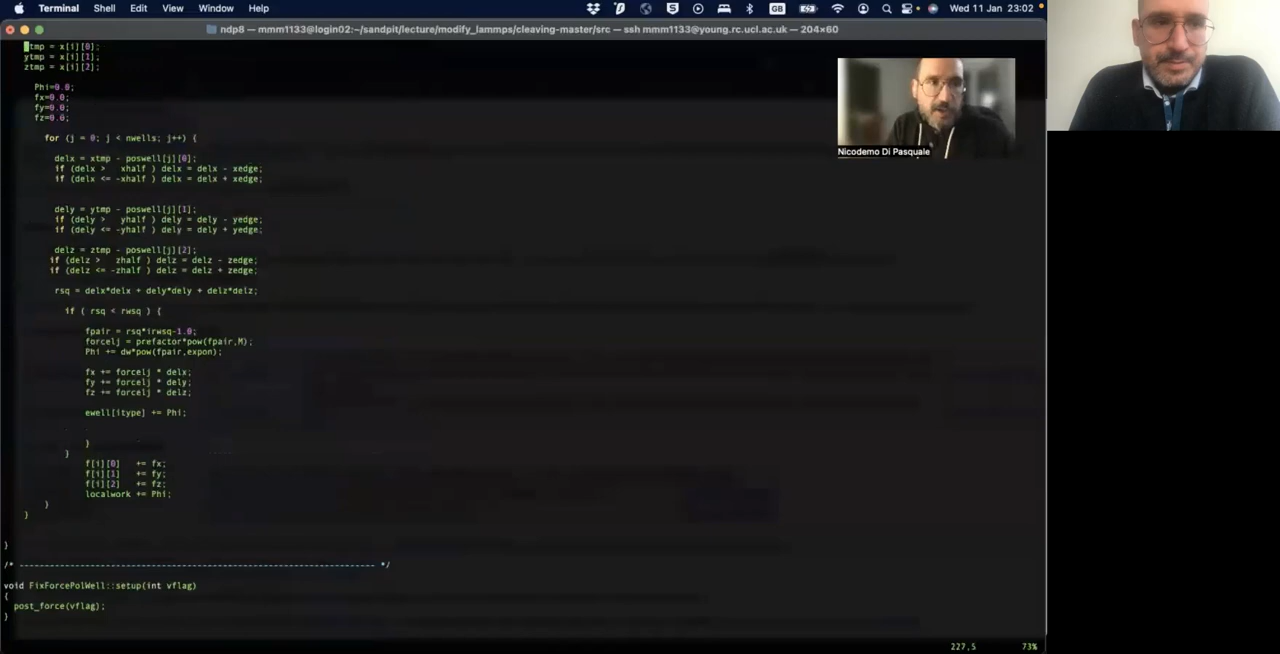 Terminal Shell Edit View Window Help GB Wed 11 Jan 23:02
ndp8 — mmm1133@login02:~/sandpit/lecture/modify_lammps/cleaving-master/src — ssh mmm1133@young.rc.ucl.ac.uk — 204×60
xtmp = x[i][0];
ytmp = x[i][1];
ztmp = x[i][2];
Phi=0.0;
fx=0.0;
fy=0.0;
fz=0.0;
for (j = 0; j < nwells; j++) {
delx = xtmp - poswell[j][0];
if (delx > xhalf ) delx = delx - xedge;
if (delx <= -xhalf ) delx = delx + xedge;
dely = ytmp - poswell[j][1];
if (dely > yhalf ) dely = dely - yedge;
if (dely <= -yhalf ) dely = dely + yedge;
delz = ztmp - poswell[j][2];
if (delz > zhalf ) delz = delz - zedge;
if (delz <= -zhalf ) delz = delz + zedge;
rsq = delx*delx + dely*dely + delz*delz;
if ( rsq < rwsq ) {
fpair = rsq*irwsq-1.0;
forcelj = prefactor*pow(fpair,M);
Phi += dw*pow(fpair,expon);
fx += forcelj * delx;
fy += forcelj * dely;
fz += forcelj * delz;
ewell[itype] += Phi;
}
}
f[i][0] += fx;
f[i][1] += fy;
f[i][2] += fz;
localwork += Phi;
}
}
}
/* ---------------------------------------------------------------------- */
void FixForcePolWell::setup(int vflag)
{
post_force(vflag);
}
227,5 73%
Nicodemo Di Pasquale